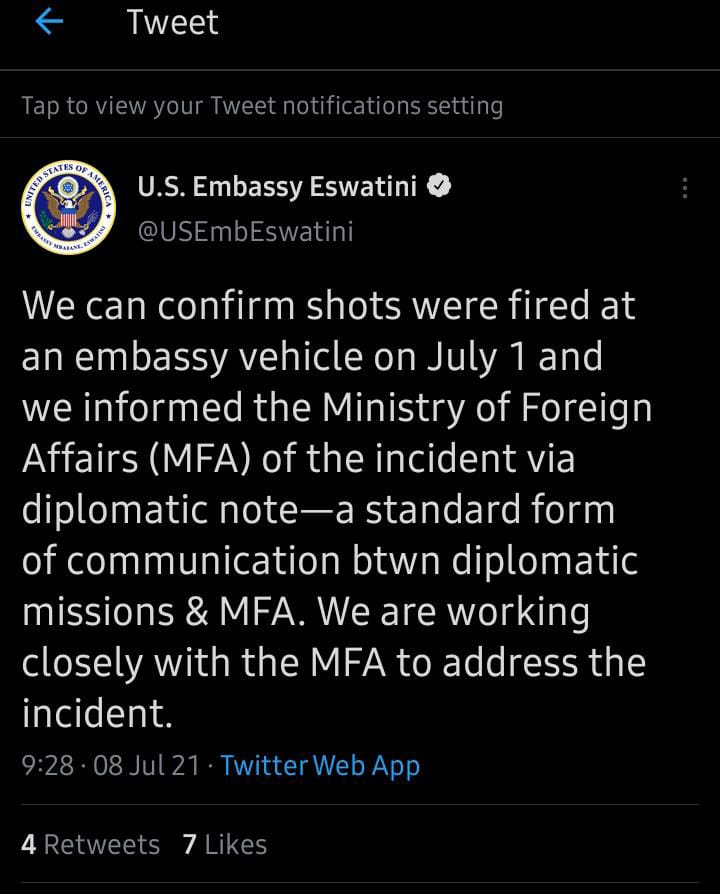 Tweet
Tap to view your Tweet notifications setting
UNITED STATES OF AMERICA
EMBASSY MBABANE, ESWATINI
U.S. Embassy Eswatini
@USEmbEswatini
We can confirm shots were fired at
an embassy vehicle on July 1 and
we informed the Ministry of Foreign
Affairs (MFA) of the incident via
diplomatic note—a standard form
of communication btwn diplomatic
missions & MFA. We are working
closely with the MFA to address the
incident.
9:28 · 08 Jul 21 · Twitter Web App
4 Retweets 7 Likes